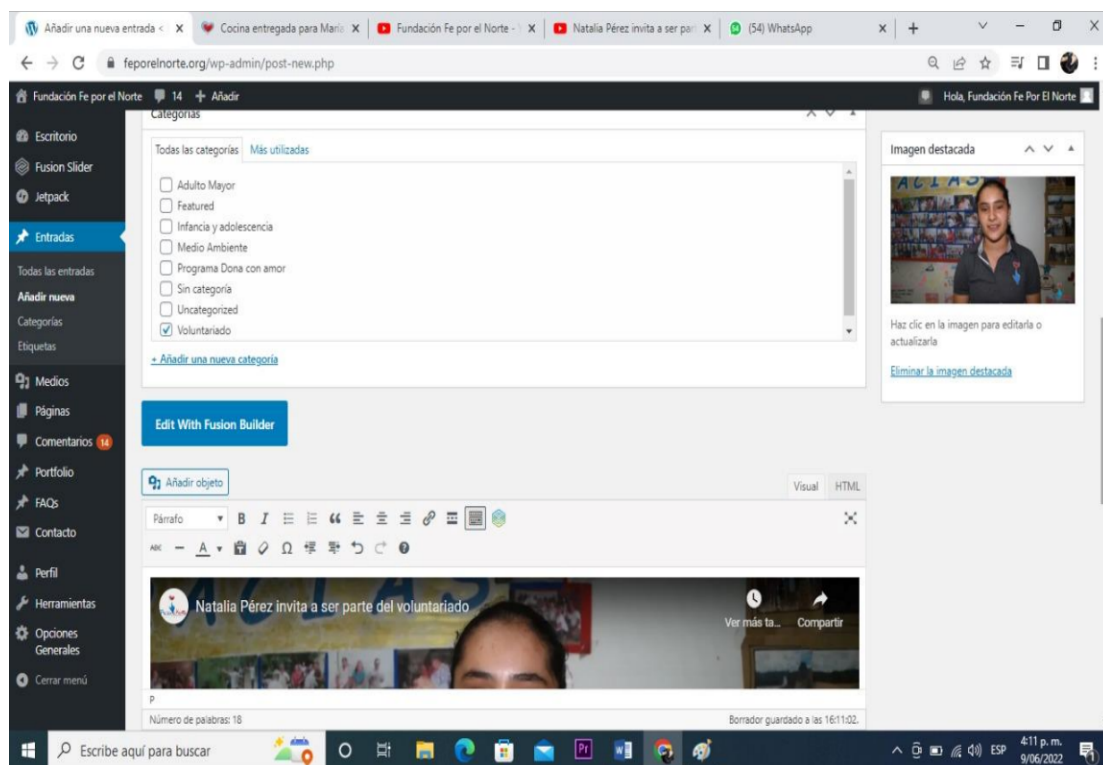 Añadir una nueva entrada <
Cocina entregada para María
Fundación Fe por el Norte -
Natalia Pérez invita a ser par
(54) WhatsApp
feporelnorte.org/wp-admin/post-new.php
Fundación Fe por el Norte 14 + Añadir
Hola, Fundación Fe Por El Norte
Escritorio
Fusion Slider
Jetpack
Entradas
Todas las entradas
Añadir nueva
Categorías
Etiquetas
Medios
Páginas
Comentarios 14
Portfolio
FAQs
Contacto
Perfil
Herramientas
Opciones
Generales
Cerrar menú
Categorías
Todas las categorías Más utilizadas
Adulto Mayor
Featured
Infancia y adolescencia
Medio Ambiente
Programa Dona con amor
Sin categoría
Uncategorized
Voluntariado
+ Añadir una nueva categoría
Edit With Fusion Builder
Añadir objeto
Visual HTML
Párrafo B I
ABC A Ω
Natalia Pérez invita a ser parte del voluntariado
Ver más ta... Compartir
P
Número de palabras: 18
Borrador guardado a las 16:11:02.
Imagen destacada
Haz clic en la imagen para editarla o
actualizarla
Eliminar la imagen destacada
Escribe aquí para buscar
Pr
ESP
4:11 p. m.
9/06/2022